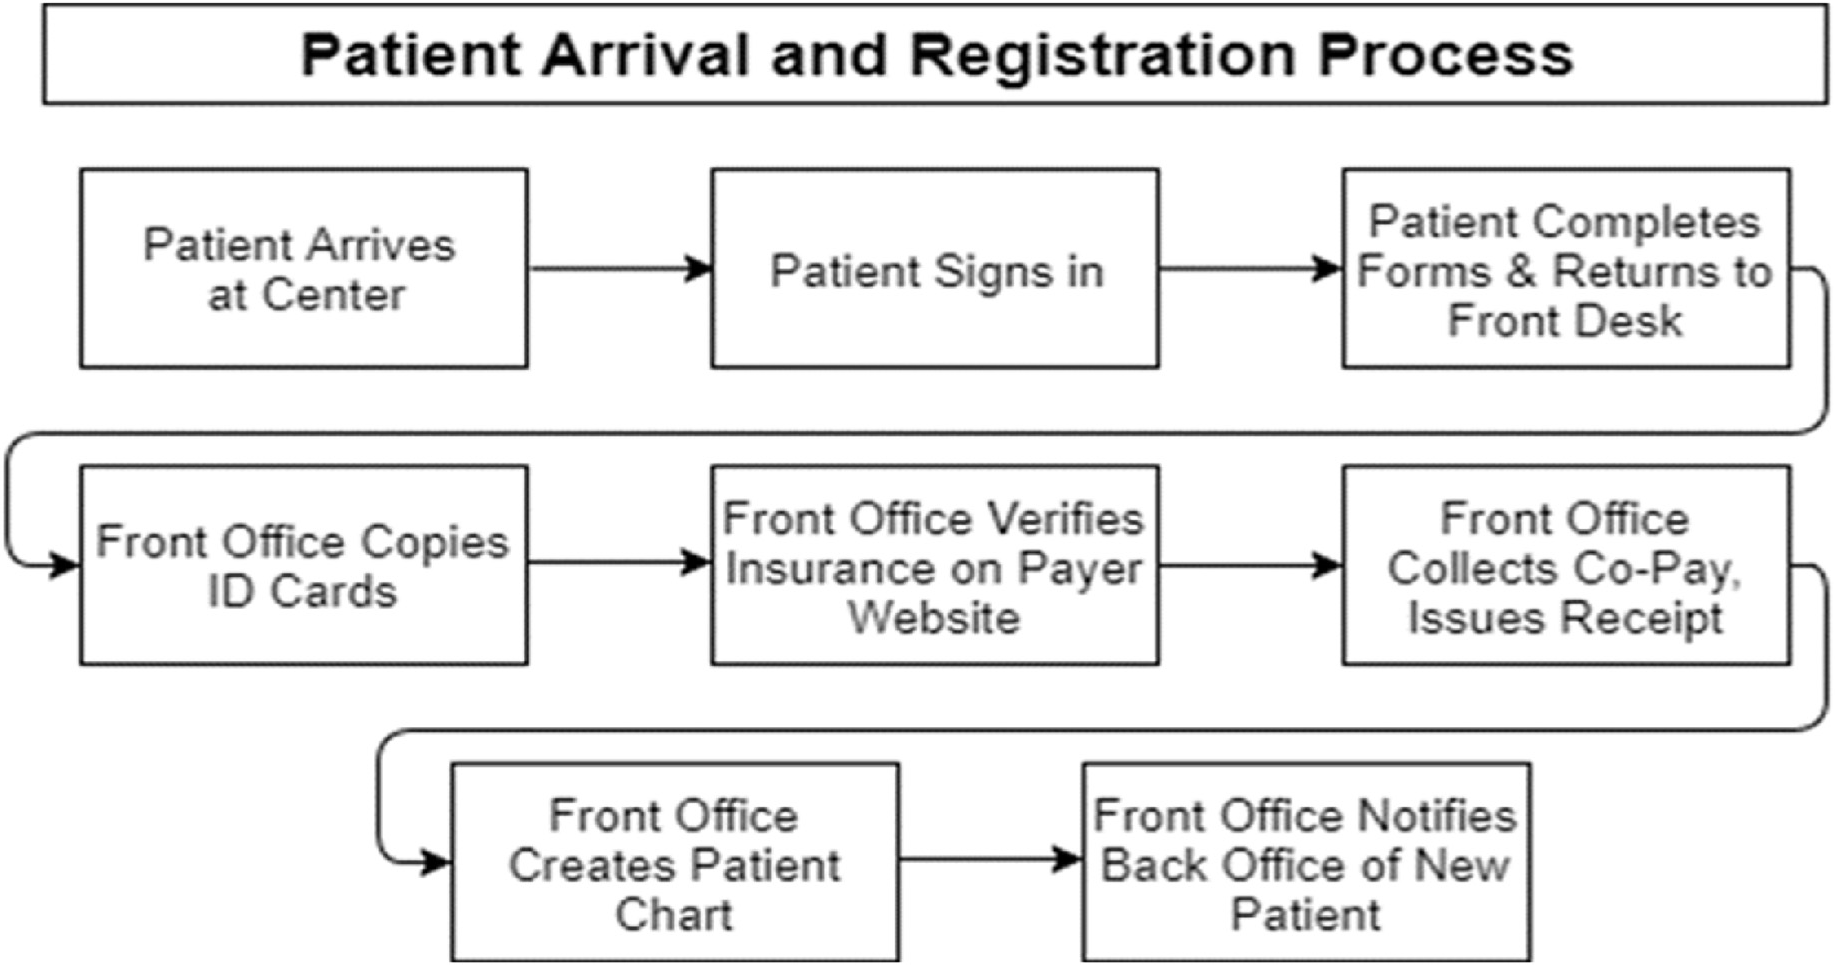 Patient Arrival and Registration Process
Patient Arrives
at Center
Patient Signs in
Patient Completes
Forms & Returns to
Front Desk
Front Office Copies
ID Cards
Front Office Verifies
Insurance on Payer
Website
Front Office
Collects Co-Pay,
Issues Receipt
Front Office
Creates Patient
Chart
Front Office Notifies
Back Office of New
Patient